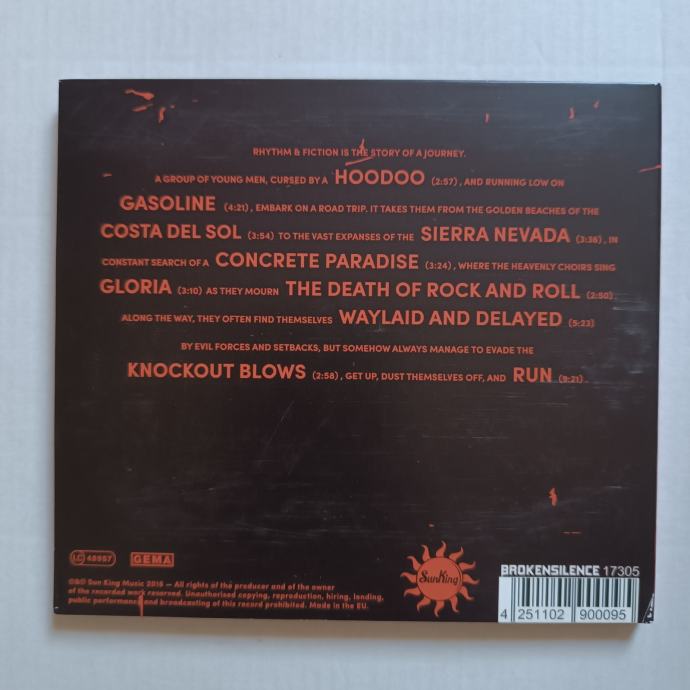 RHYTHM & FICTION IS THE STORY OF A JOURNEY.
A GROUP OF YOUNG MEN, CURSED BY A HOODOO (2:57), AND RUNNING LOW ON
GASOLINE (4:21), EMBARK ON A ROAD TRIP. IT TAKES THEM FROM THE GOLDEN BEACHES OF THE
COSTA DEL SOL (3:54) TO THE VAST EXPANSES OF THE SIERRA NEVADA (3:36), IN
CONSTANT SEARCH OF A CONCRETE PARADISE (3:24), WHERE THE HEAVENLY CHOIRS SING
GLORIA (3:10) AS THEY MOURN THE DEATH OF ROCK AND ROLL (2:50).
ALONG THE WAY, THEY OFTEN FIND THEMSELVES WAYLAID AND DELAYED (5:23)
BY EVIL FORCES AND SETBACKS, BUT SOMEHOW ALWAYS MANAGE TO EVADE THE
KNOCKOUT BLOWS (2:58), GET UP, DUST THEMSELVES OFF, AND RUN (9:21).
LC 48957 GEMA
℗&© Sun King Music 2016 — All rights of the producer and of the owner
of the recorded work reserved. Unauthorised copying, reproduction, hiring, lending,
public performance and broadcasting of this record prohibited. Made in the EU.
SunKing
BROKENSILENCE 17305
4 251102 900095